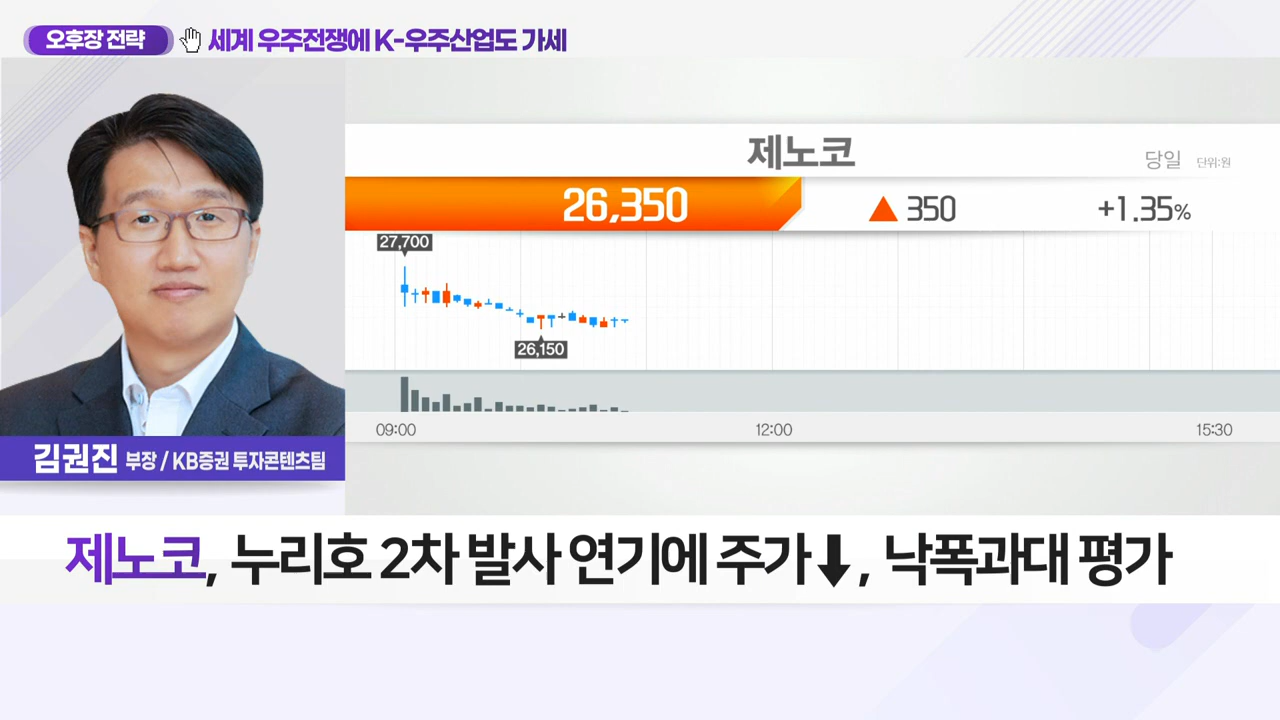 오후장 전략
세계 우주전쟁에 K-우주산업도 가세
제노코
당일 단위:원
26,350 ▲ 350 +1.35%
27,700
26,150
09:00 12:00 15:30
김권진 부장 / KB증권 투자콘텐츠팀
제노코, 누리호 2차 발사 연기에 주가⬇, 낙폭과대 평가